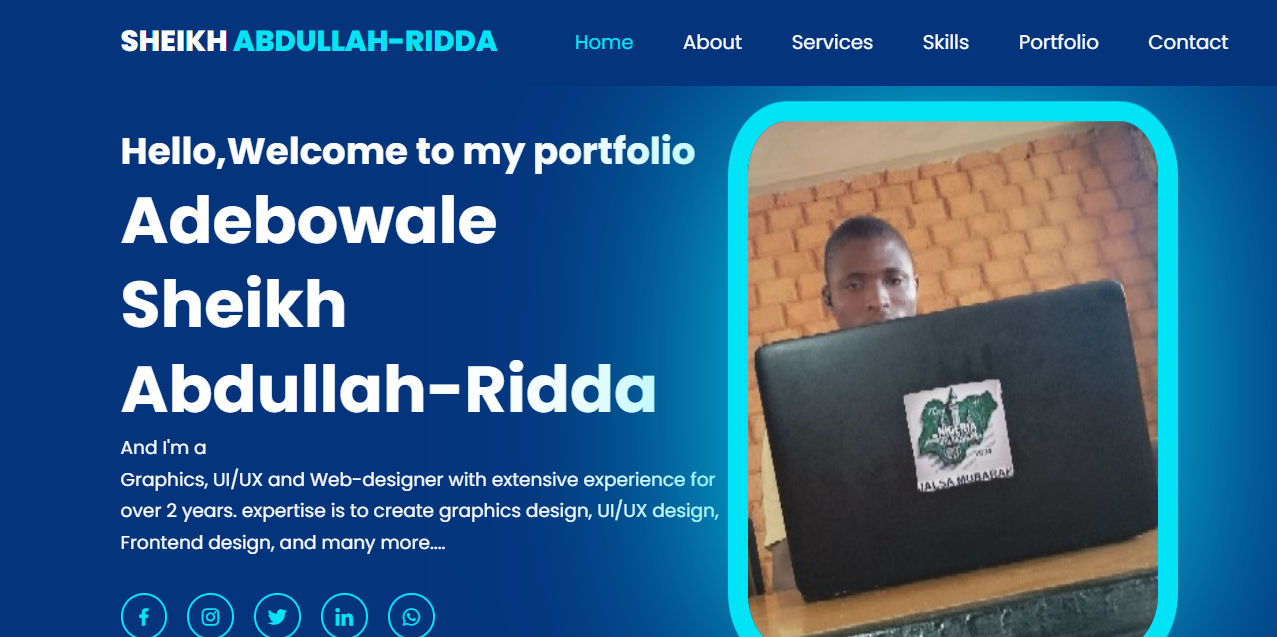 SHEIKH ABDULLAH-RIDDA
Home About Services Skills Portfolio Contact
Hello,Welcome to my portfolio
Adebowale
Sheikh
Abdullah-Ridda
And I'm a
Graphics, UI/UX and Web-designer with extensive experience for
over 2 years. expertise is to create graphics design, UI/UX design,
Frontend design, and many more....
NIGERIA
JALSA MUBARAK